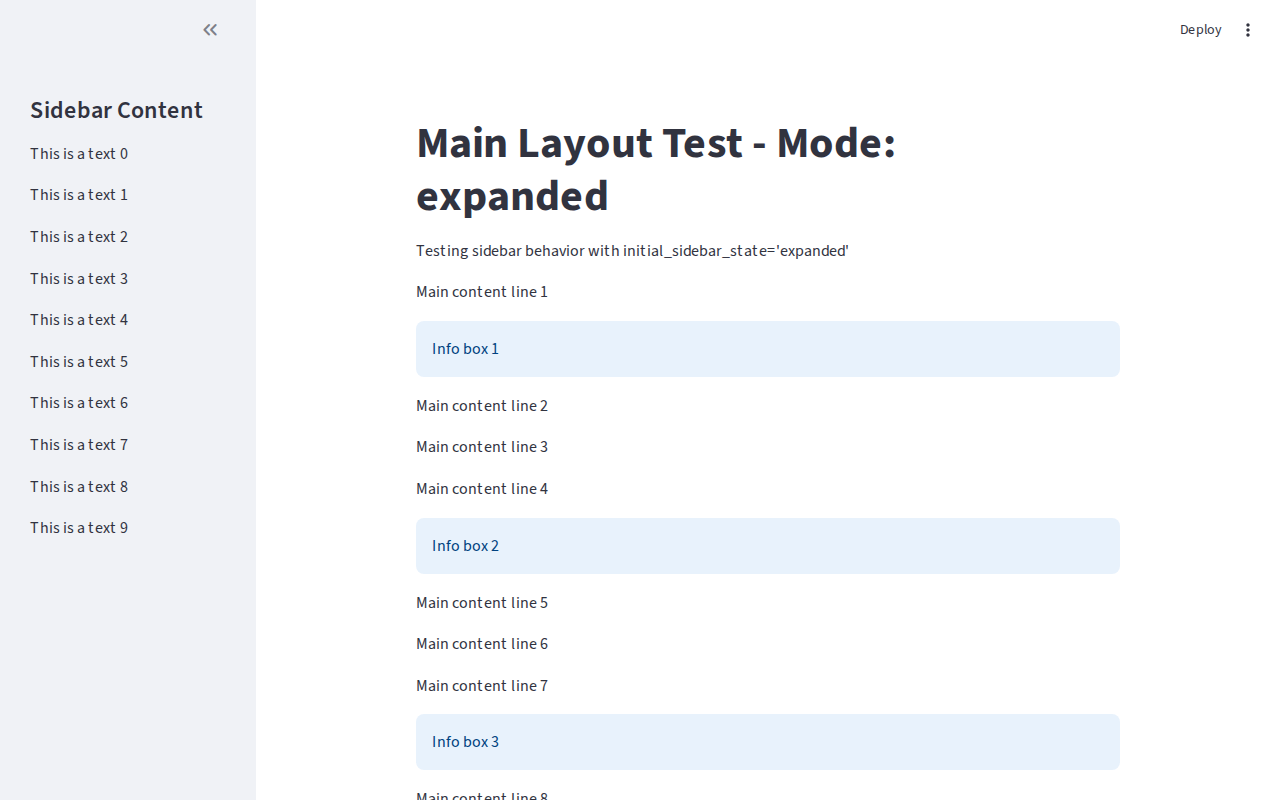 Deploy
Sidebar Content
This is a text 0
This is a text 1
This is a text 2
This is a text 3
This is a text 4
This is a text 5
This is a text 6
This is a text 7
This is a text 8
This is a text 9
Main Layout Test - Mode:
expanded
Testing sidebar behavior with initial_sidebar_state='expanded'
Main content line 1
Info box 1
Main content line 2
Main content line 3
Main content line 4
Info box 2
Main content line 5
Main content line 6
Main content line 7
Info box 3
Main content line 8